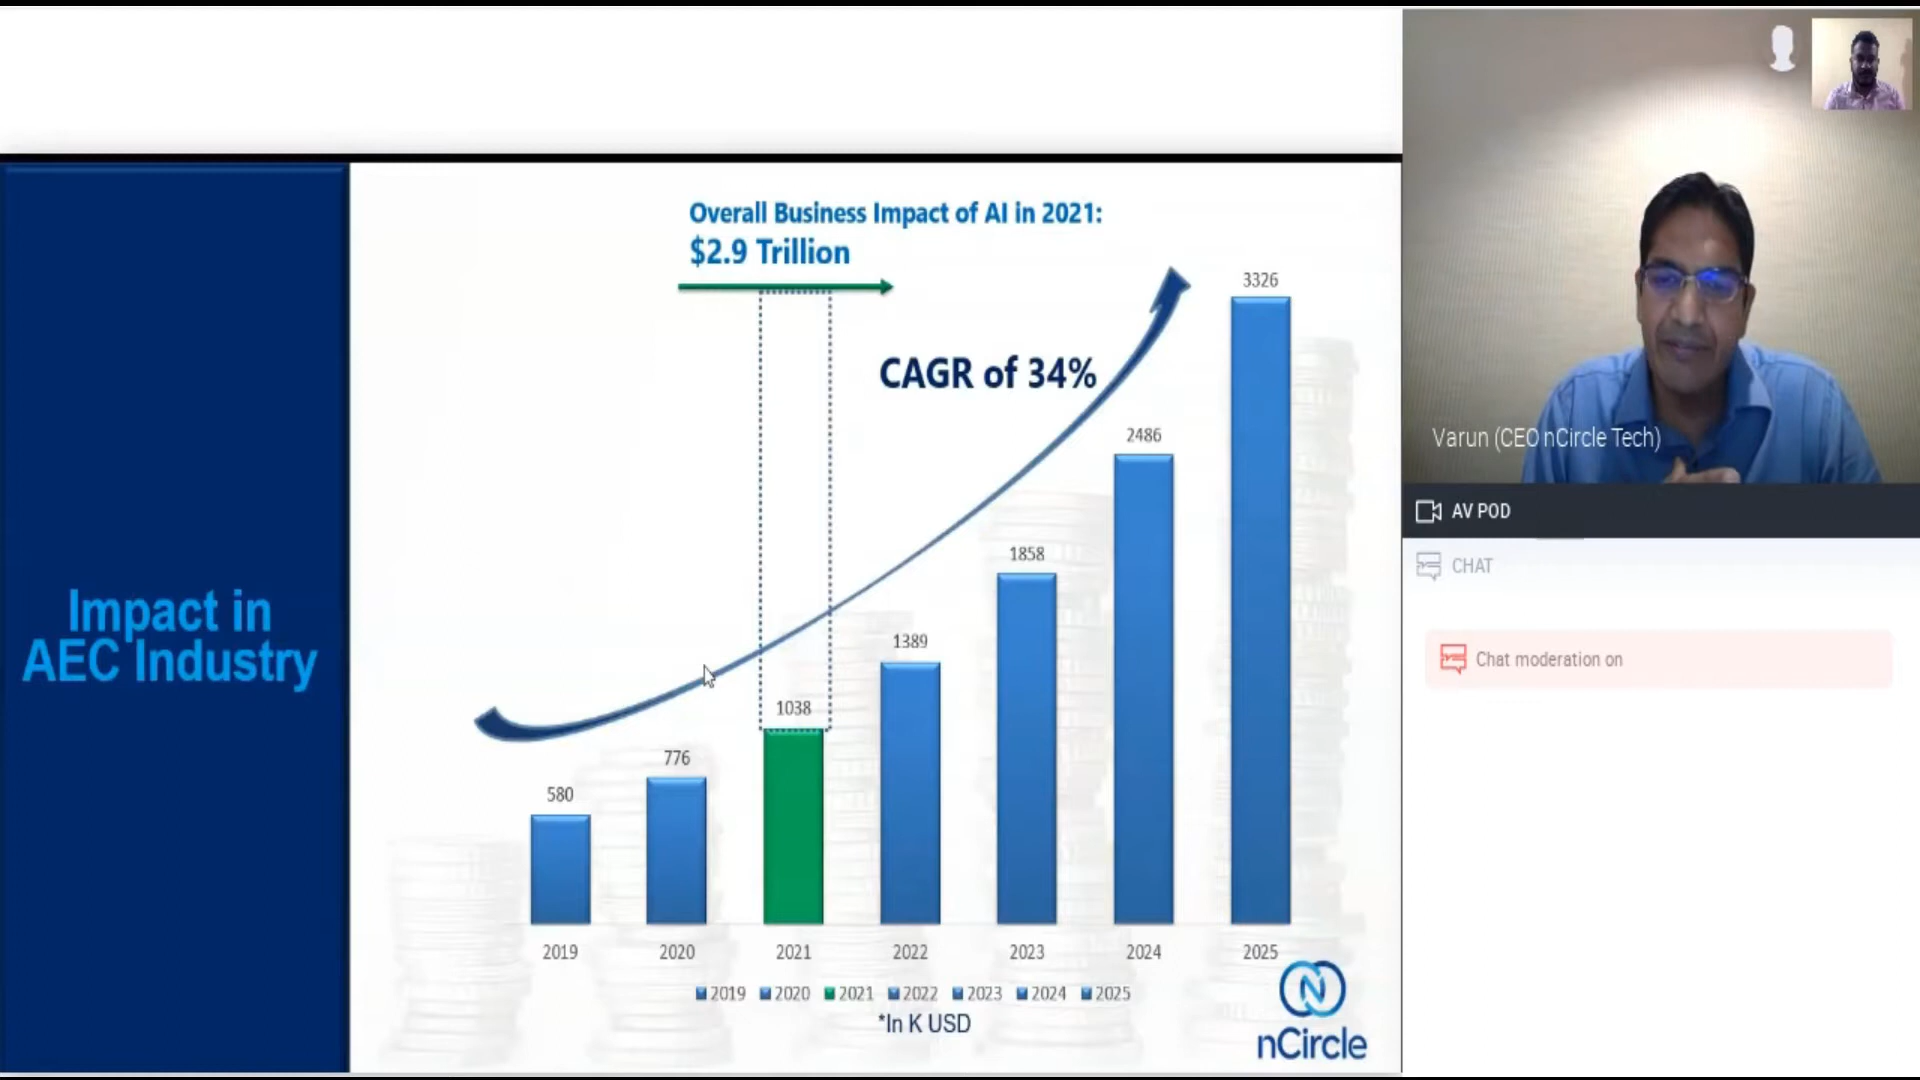 Overall Business Impact of AI in 2021:
$2.9 Trillion
CAGR of 34%
3326
2486
1858
1389
1038
776
580
Impact in
AEC Industry
2019 2020 2021 2022 2023 2024 2025
2019 2020 2021 2022 2023 2024 2025
*In K USD
nCircle
Varun (CEO nCircle Tech)
AV POD
CHAT
Chat moderation on